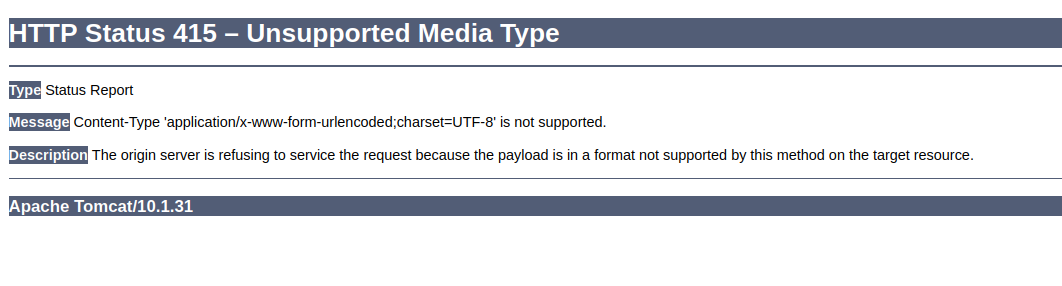 HTTP Status 415 – Unsupported Media Type
Type Status Report
Message Content-Type 'application/x-www-form-urlencoded;charset=UTF-8' is not supported.
Description The origin server is refusing to service the request because the payload is in a format not supported by this method on the target resource.
Apache Tomcat/10.1.31